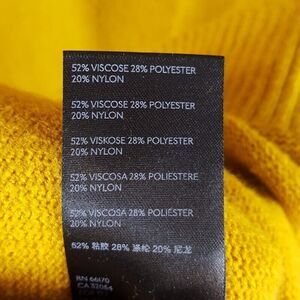 52% VISCOSE 28% POLYESTER
20% NYLON
52% VISCOSE 28% POLYESTER
20% NYLON
52% VISKOSE 28% POLYESTER
20% NYLON
52% VISCOSA 28% POLIESTERE
20% NYLON
52% VISCOSA 28% POLYESTER
20% NYLON
52% 粘胶 28% 涤纶 20% 尼龙
RN 66170
CA 32054